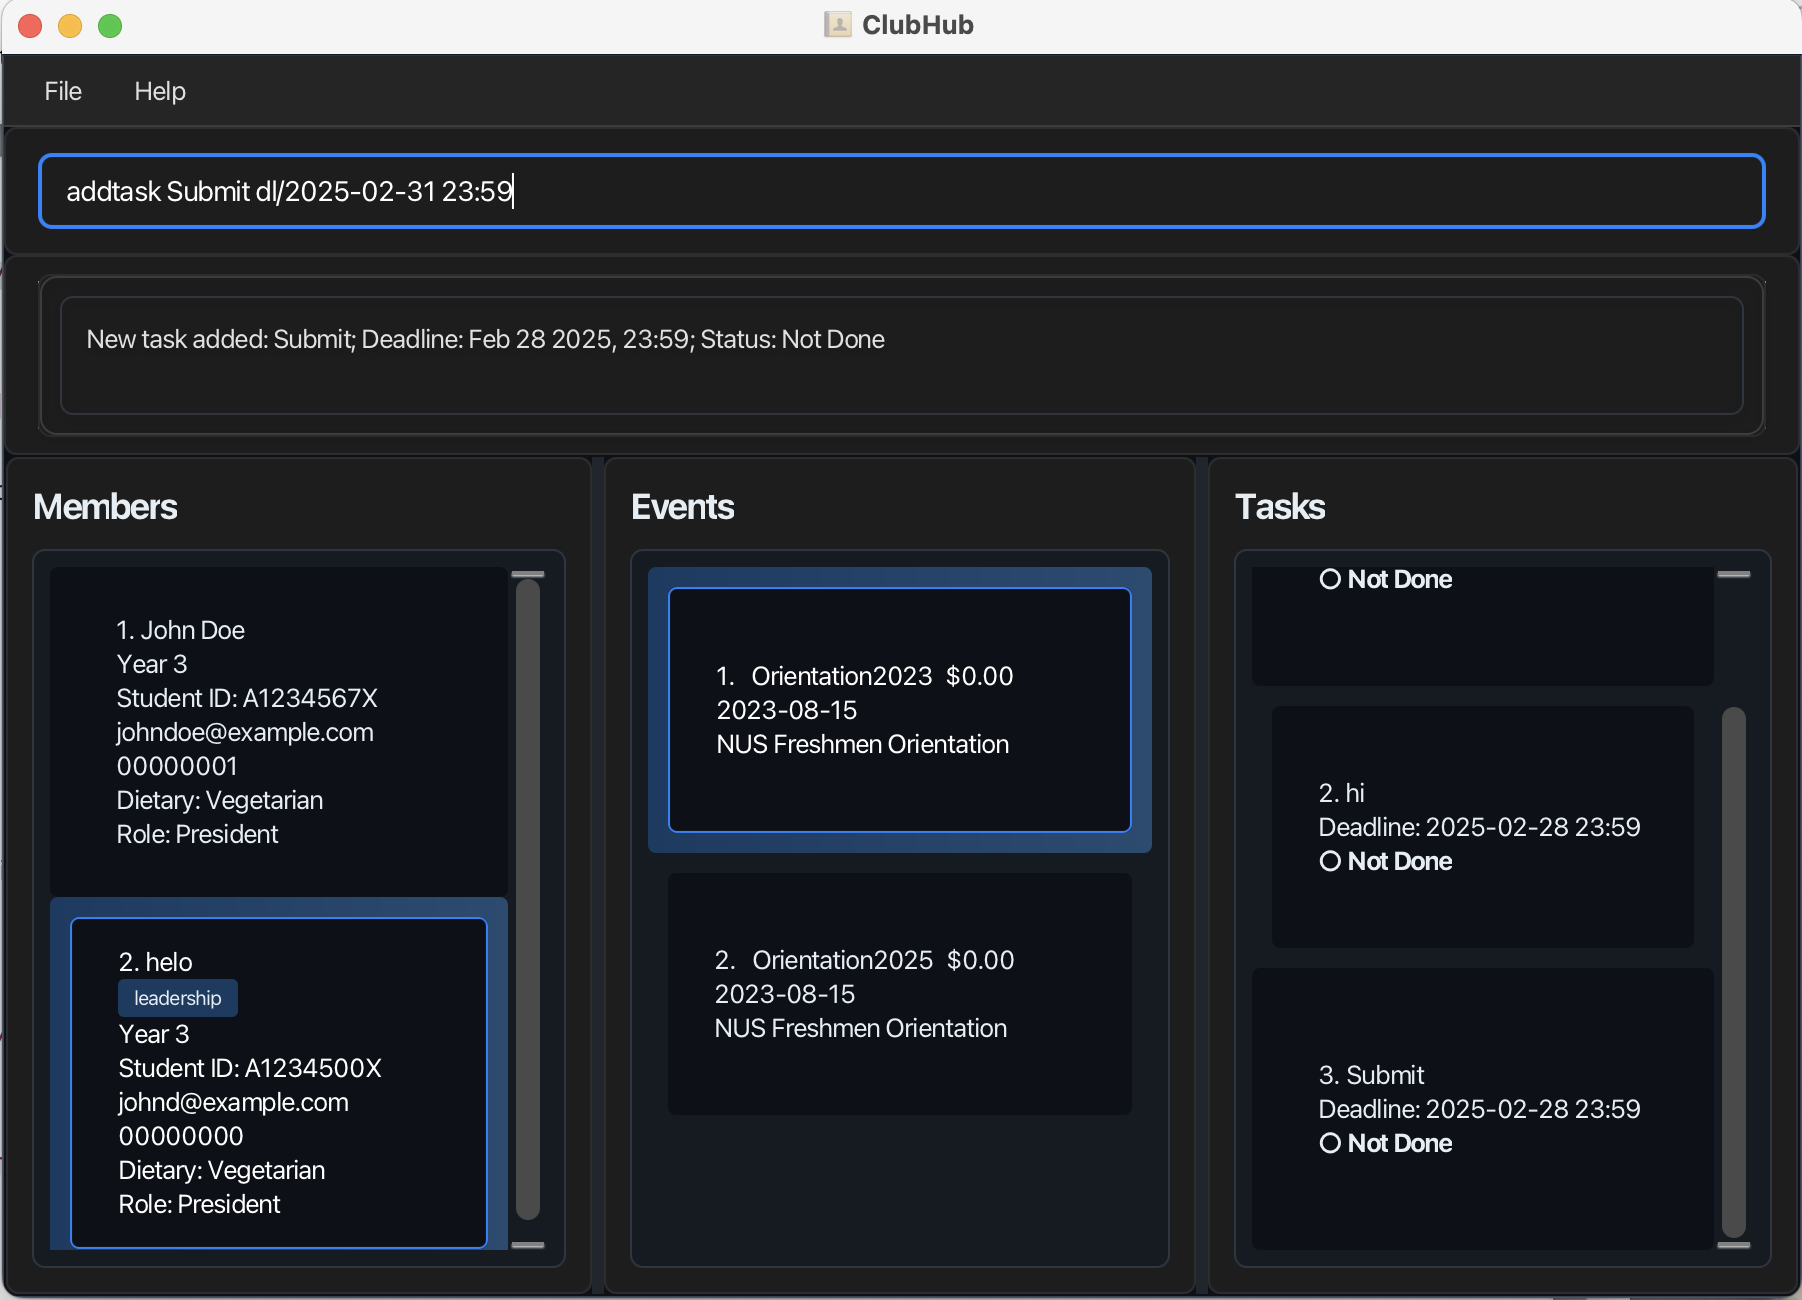 ClubHub
File Help
addtask Submit dl/2025-02-31 23:59
New task added: Submit; Deadline: Feb 28 2025, 23:59; Status: Not Done
Members
1. John Doe
Year 3
Student ID: A1234567X
johndoe@example.com
00000001
Dietary: Vegetarian
Role: President
2. helo
leadership
Year 3
Student ID: A1234500X
johnd@example.com
00000000
Dietary: Vegetarian
Role: President
Events
1. Orientation2023 $0.00
2023-08-15
NUS Freshmen Orientation
2. Orientation2025 $0.00
2023-08-15
NUS Freshmen Orientation
Tasks
Not Done
2. hi
Deadline: 2025-02-28 23:59
Not Done
3. Submit
Deadline: 2025-02-28 23:59
Not Done